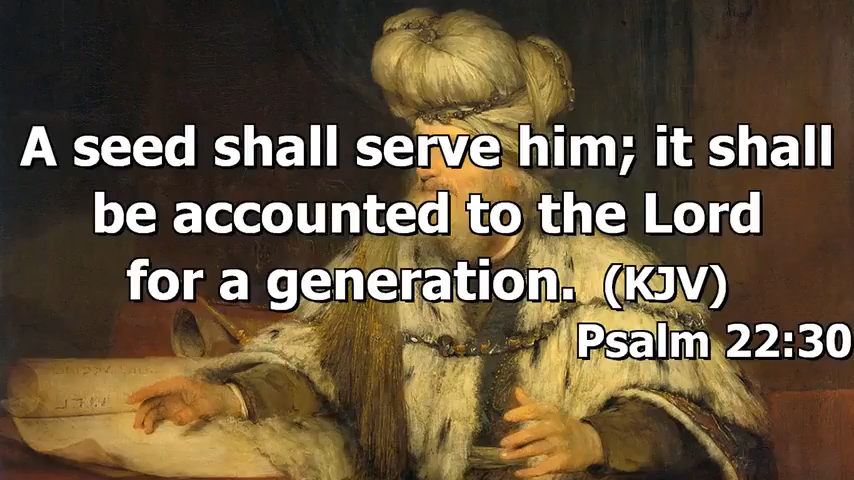 A seed shall serve him; it shall
be accounted to the Lord
for a generation. (KJV)
Psalm 22:30